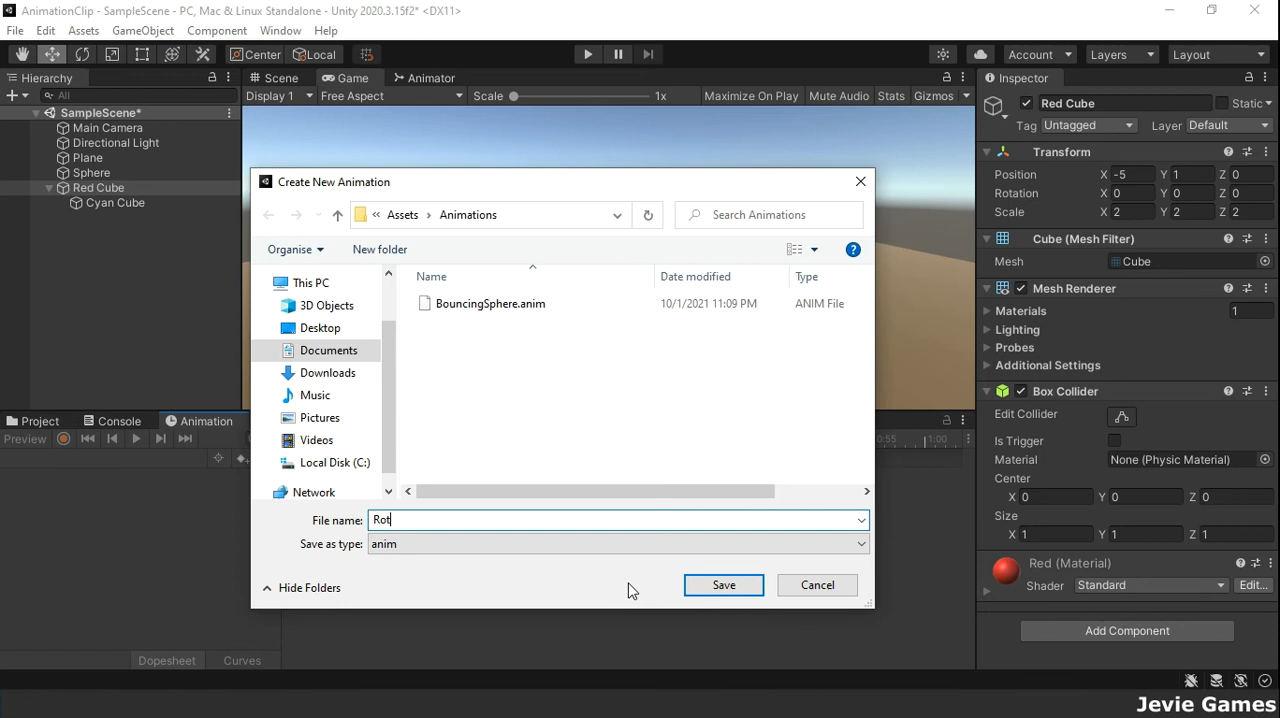 AnimationClip - SampleScene - PC, Mac & Linux Standalone - Unity 2020.3.15f2* <DX11>
File Edit Assets GameObject Component Window Help
Center Local Account Layers Layout
Hierarchy Scene Game Animator Inspector
All Display 1 Free Aspect Scale 1x Maximize On Play Mute Audio Stats Gizmos
Red Cube Static
Tag Untagged Layer Default
SampleScene*
Main Camera
Directional Light
Plane
Sphere
Red Cube
Cyan Cube
Create New Animation
Assets Animations Search Animations
Organise New folder
This PC
3D Objects
Desktop
Documents
Downloads
Music
Pictures
Videos
Local Disk (C:)
Network
Name Date modified Type
BouncingSphere.anim 10/1/2021 11:09 PM ANIM File
File name: Rot
Save as type: anim
Hide Folders Save Cancel
Project Console Animation
Preview 0:55 1:00
Dopesheet Curves
Transform
Position X -5 Y 1 Z 0
Rotation X 0 Y 0 Z 0
Scale X 2 Y 2 Z 2
Cube (Mesh Filter)
Mesh Cube
Mesh Renderer
Materials 1
Lighting
Probes
Additional Settings
Box Collider
Edit Collider
Is Trigger
Material None (Physic Material)
Center
X 0 Y 0 Z 0
Size
X 1 Y 1 Z 1
Red (Material)
Shader Standard Edit...
Add Component
Jevie Games